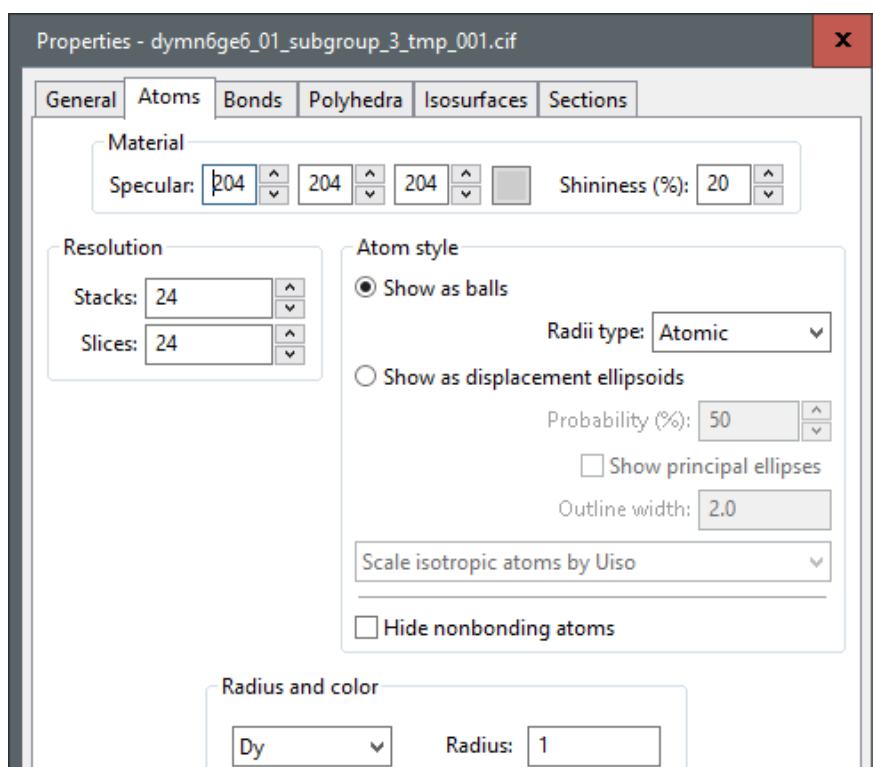 Properties - dymn6ge6_01_subgroup_3_tmp_001.cif x
General Atoms Bonds Polyhedra Isosurfaces Sections
Material
Specular: 204 204 204 Shininess (%): 20
Resolution
Stacks: 24
Slices: 24
Atom style
Show as balls
Radii type: Atomic
Show as displacement ellipsoids
Probability (%): 50
Show principal ellipses
Outline width: 2.0
Scale isotropic atoms by Uiso
Hide nonbonding atoms
Radius and color
Dy Radius: 1